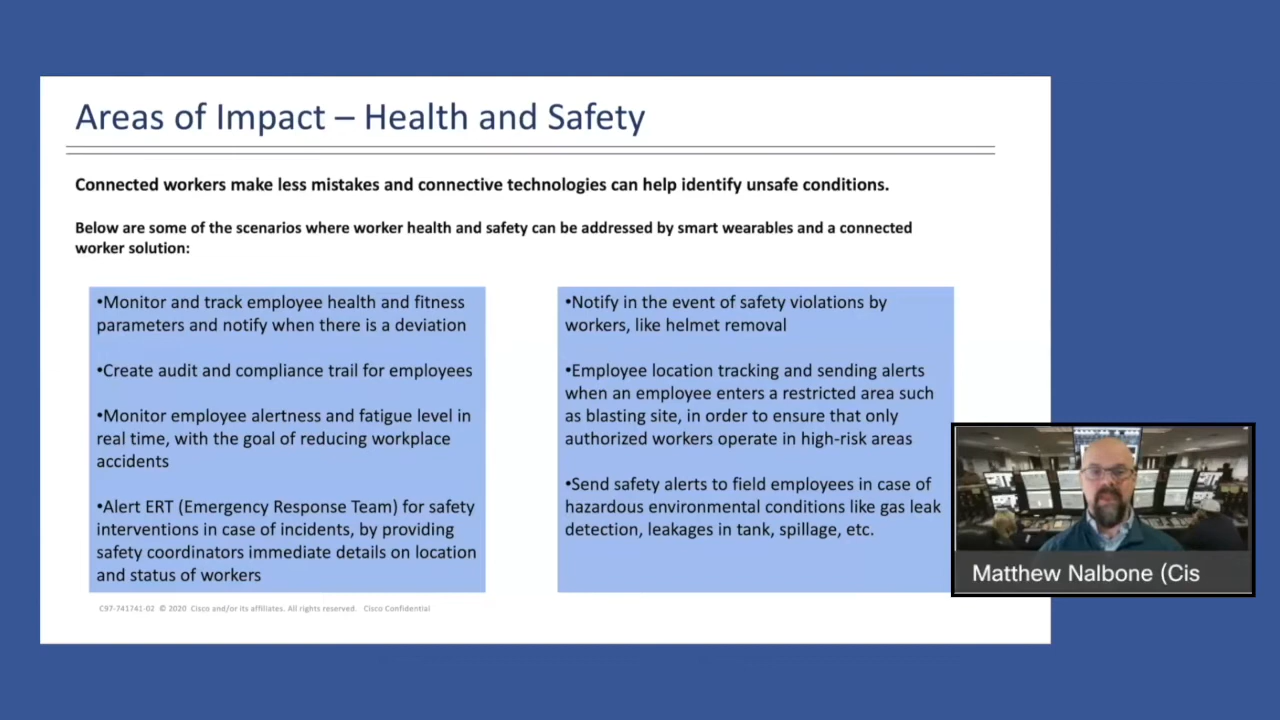 Areas of Impact – Health and Safety
Connected workers make less mistakes and connective technologies can help identify unsafe conditions.
Below are some of the scenarios where worker health and safety can be addressed by smart wearables and a connected
worker solution:
•Monitor and track employee health and fitness
parameters and notify when there is a deviation
•Create audit and compliance trail for employees
•Monitor employee alertness and fatigue level in
real time, with the goal of reducing workplace
accidents
•Alert ERT (Emergency Response Team) for safety
interventions in case of incidents, by providing
safety coordinators immediate details on location
and status of workers
•Notify in the event of safety violations by
workers, like helmet removal
•Employee location tracking and sending alerts
when an employee enters a restricted area such
as blasting site, in order to ensure that only
authorized workers operate in high-risk areas
•Send safety alerts to field employees in case of
hazardous environmental conditions like gas leak
detection, leakages in tank, spillage, etc.
C97-741741-02 © 2020 Cisco and/or its affiliates. All rights reserved. Cisco Confidential
Matthew Nalbone (Cis